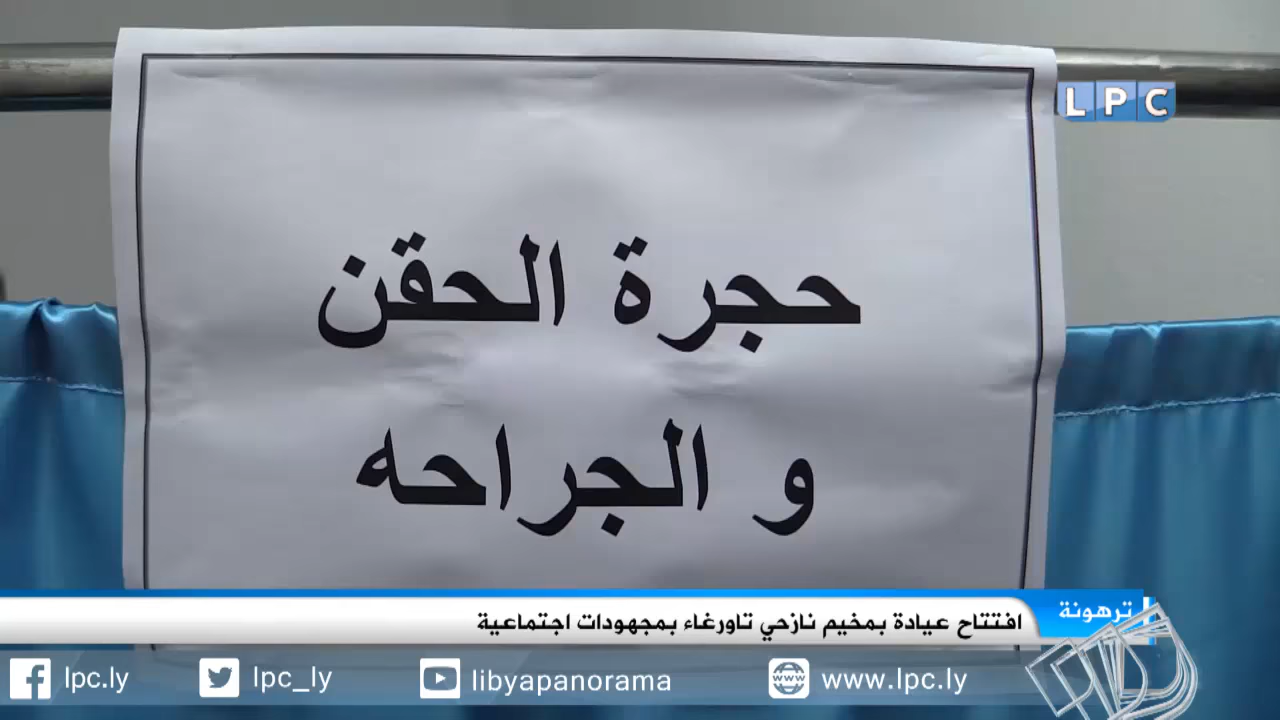 LPC
حجرة الحقن
و الجراحه
ترهونة
افتتاح عيادة بمخيم نازحي تاورغاء بمجهودات اجتماعية
lpc.ly
lpc_ly
libyapanorama
www.lpc.ly